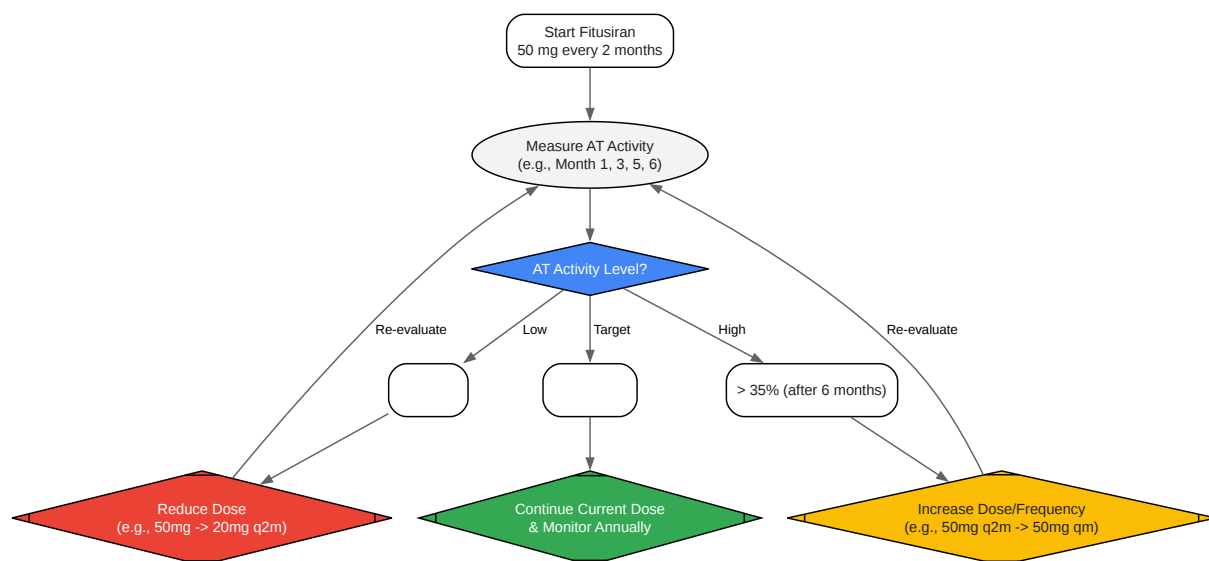 Start Fitusiran
50 mg every 2 months
Measure AT Activity
(e.g., Month 1, 3, 5, 6)
AT Activity Level?
Re-evaluate
Low
Target
High
Re-evaluate
> 35% (after 6 months)
Reduce Dose
(e.g., 50mg -> 20mg q2m)
Continue Current Dose
& Monitor Annually
Increase Dose/Frequency
(e.g., 50mg q2m -> 50mg qm)